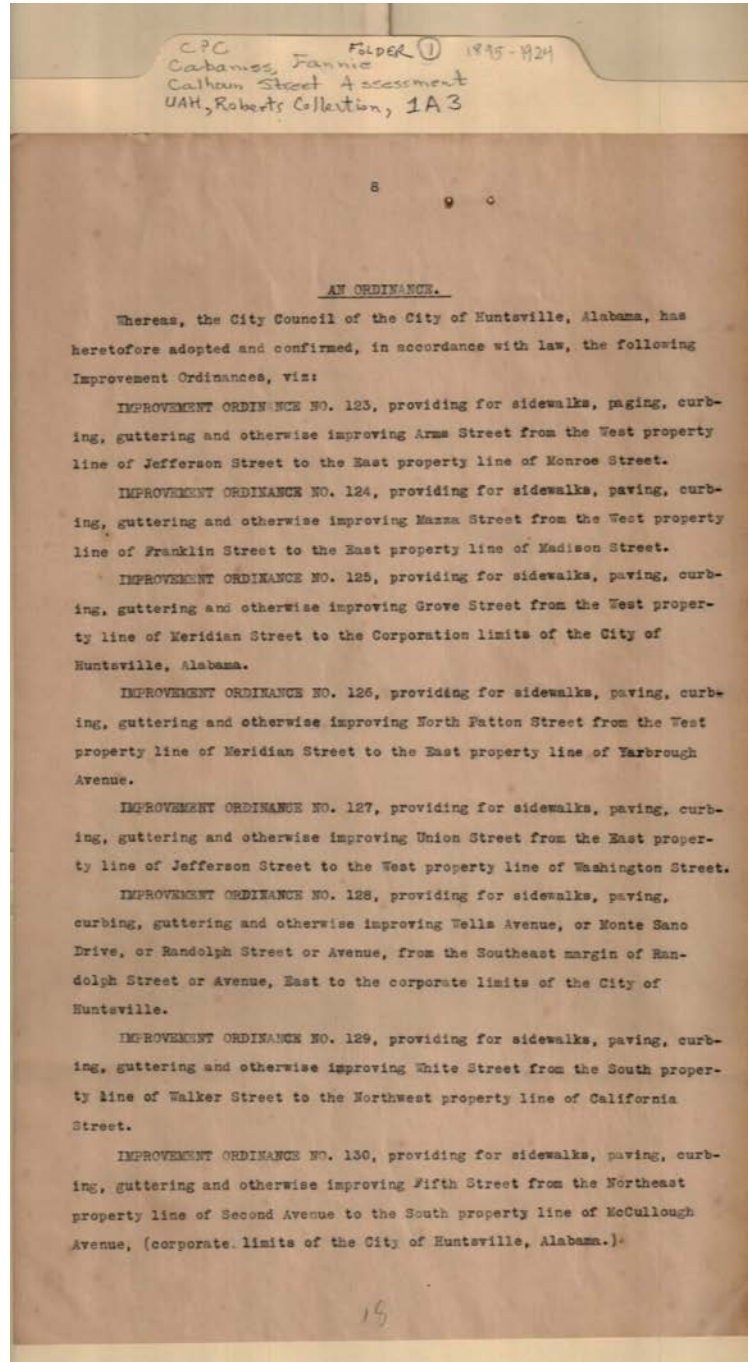 CPC FOLDER ① 1895-1924
Cabaniss, Fannie
Calhoun Street Assessment
UAH, Roberts Collection, 1A3
8
AN ORDINANCE.
Whereas, the City Council of the City of Huntsville, Alabama, has
heretofore adopted and confirmed, in accordance with law, the following
Improvement Ordinances, viz:
IMPROVEMENT ORDINANCE NO. 123, providing for sidewalks, paging, curb-
ing, guttering and otherwise improving Arms Street from the West property
line of Jefferson Street to the East property line of Monroe Street.
IMPROVEMENT ORDINANCE NO. 124, providing for sidewalks, paving, curb-
ing, guttering and otherwise improving Mazza Street from the West property
line of Franklin Street to the East property line of Madison Street.
IMPROVEMENT ORDINANCE NO. 125, providing for sidewalks, paving, curb-
ing, guttering and otherwise improving Grove Street from the West proper-
ty line of Meridian Street to the Corporation limits of the City of
Huntsville, Alabama.
IMPROVEMENT ORDINANCE NO. 126, providing for sidewalks, paving, curb-
ing, guttering and otherwise improving North Patton Street from the West
property line of Meridian Street to the East property line of Yarbrough
Avenue.
IMPROVEMENT ORDINANCE NO. 127, providing for sidewalks, paving, curb-
ing, guttering and otherwise improving Union Street from the East proper-
ty line of Jefferson Street to the West property line of Washington Street.
IMPROVEMENT ORDINANCE NO. 128, providing for sidewalks, paving,
curbing, guttering and otherwise improving Wells Avenue, or Monte Sano
Drive, or Randolph Street or Avenue, from the Southeast margin of Ran-
dolph Street or Avenue, East to the corporate limits of the City of
Huntsville.
IMPROVEMENT ORDINANCE NO. 129, providing for sidewalks, paving, curb-
ing, guttering and otherwise improving White Street from the South proper-
ty line of Walker Street to the Northwest property line of California
Street.
IMPROVEMENT ORDINANCE NO. 130, providing for sidewalks, paving, curb-
ing, guttering and otherwise improving Fifth Street from the Northeast
property line of Second Avenue to the South property line of McCullough
Avenue, (corporate limits of the City of Huntsville, Alabama.)
18